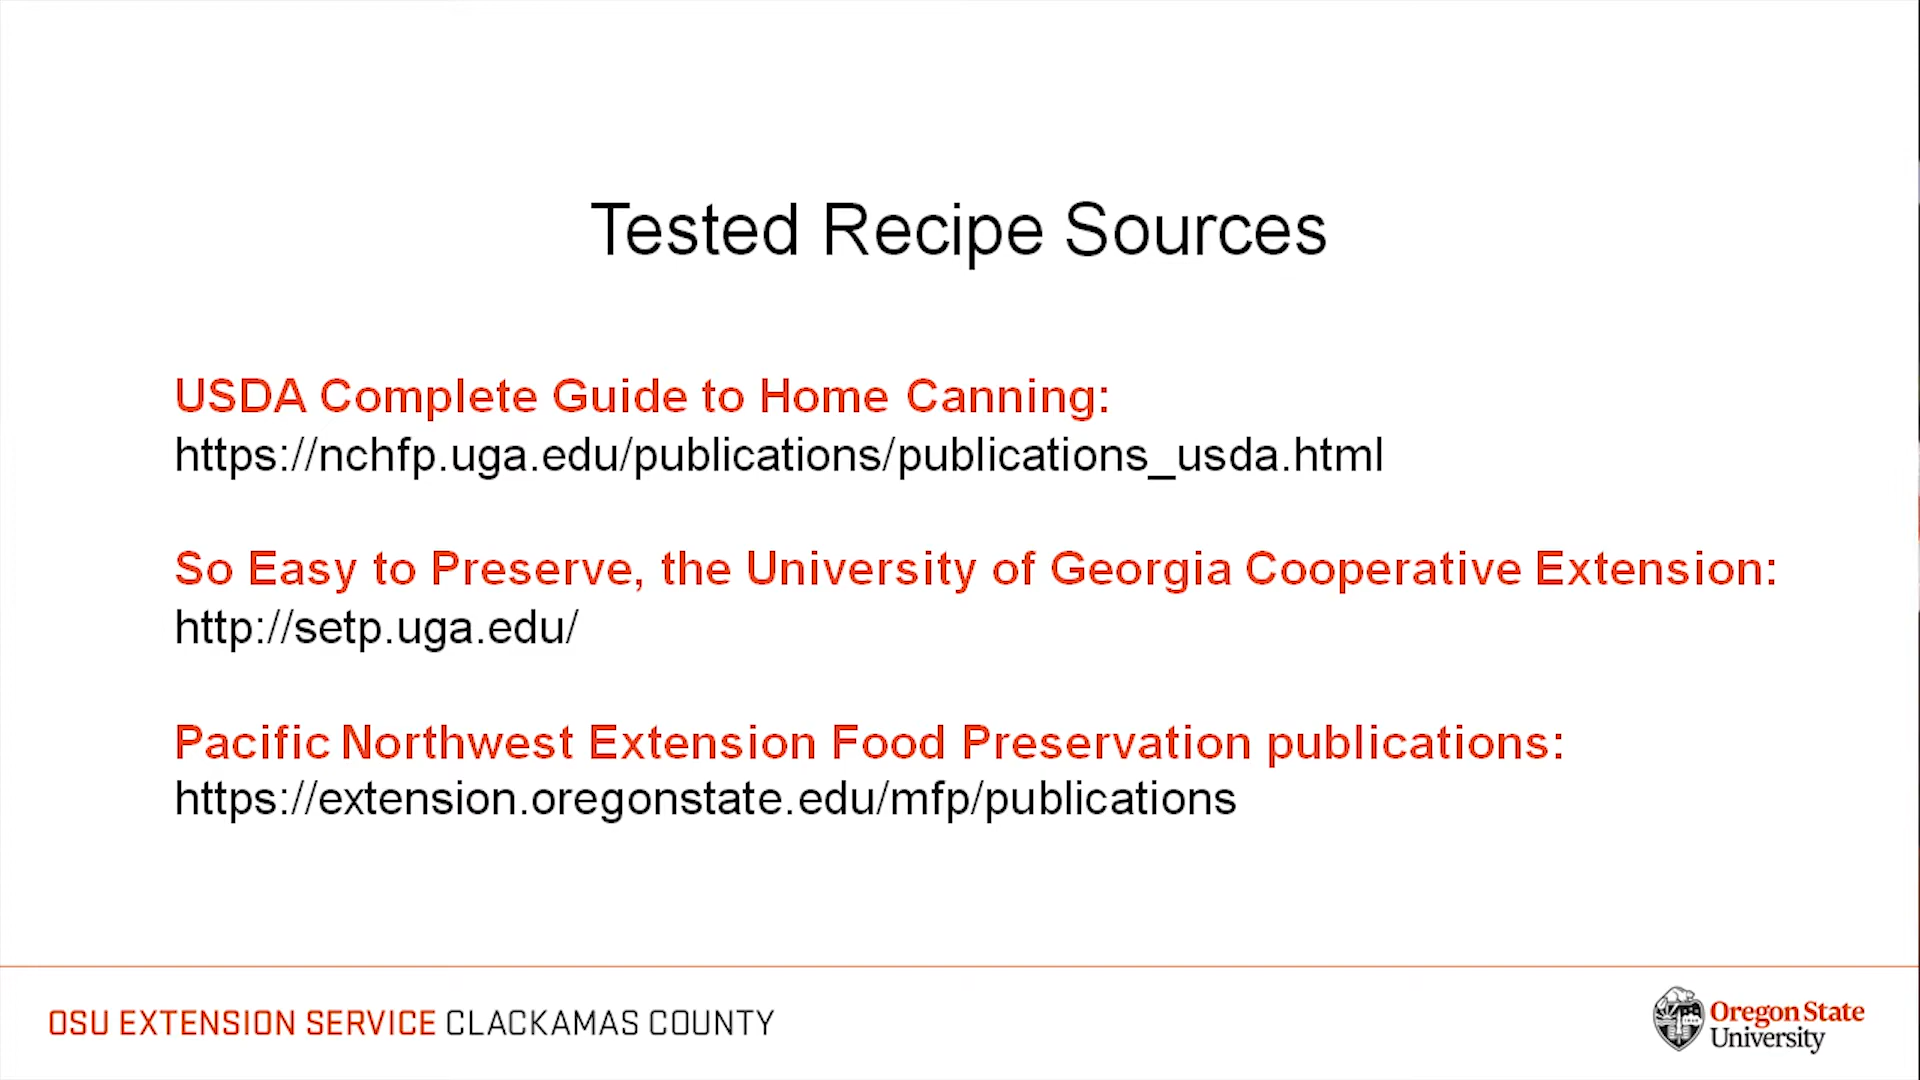 Tested Recipe Sources
USDA Complete Guide to Home Canning:
https://nchfp.uga.edu/publications/publications_usda.html
So Easy to Preserve, the University of Georgia Cooperative Extension:
http://setp.uga.edu/
Pacific Northwest Extension Food Preservation publications:
https://extension.oregonstate.edu/mfp/publications
OSU EXTENSION SERVICE CLACKAMAS COUNTY
Oregon State
University